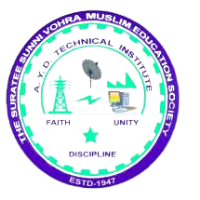 THE SURATEE SUNNI VOHRA MUSLIM EDUCATION SOCIETY
A. Y. D. TECHNICAL INSTITUTE
FAITH
UNITY
DISCIPLINE
ESTD-1947